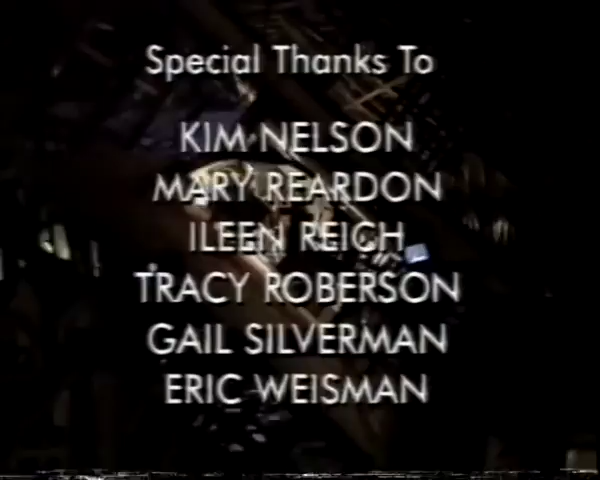 Special Thanks To
KIM NELSON
MARY REARDON
ILEEN REICH
TRACY ROBERSON
GAIL SILVERMAN
ERIC WEISMAN